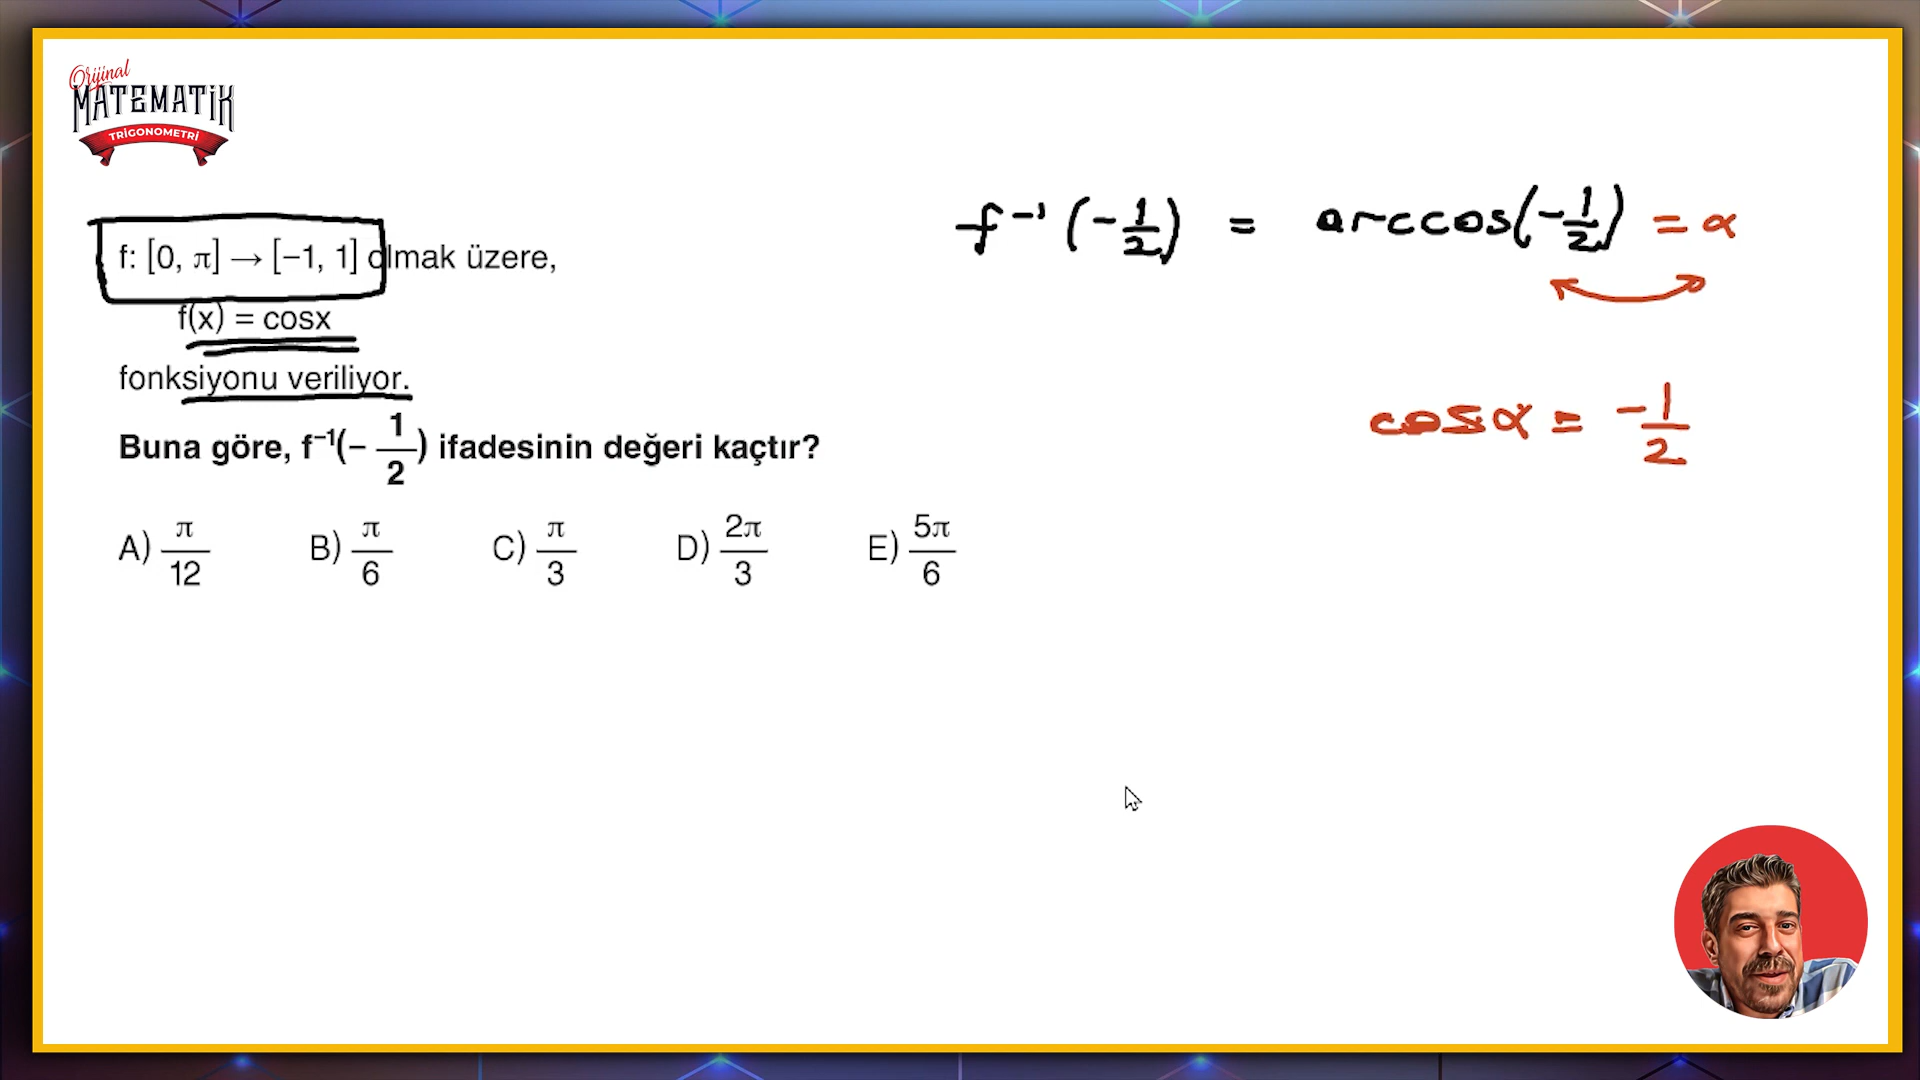 Orijinal
MATEMATİK
TRİGONOMETRİ
f: [0, π] → [−1, 1] olmak üzere,
f(x) = cosx
fonksiyonu veriliyor.
Buna göre, f⁻¹(− 1/2) ifadesinin değeri kaçtır?
A) π/12 B) π/6 C) π/3 D) 2π/3 E) 5π/6
f⁻¹(−1/2) = arccos(−1/2) = α
cosα = −1/2